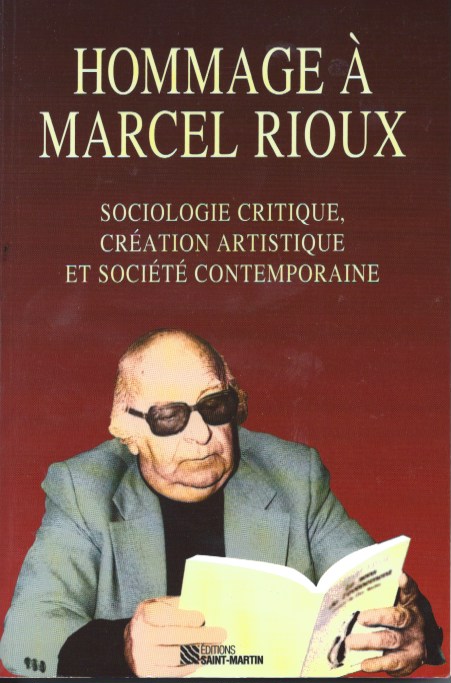 HOMMAGE À
MARCEL RIOUX
SOCIOLOGIE CRITIQUE,
CRÉATION ARTISTIQUE
ET SOCIÉTÉ CONTEMPORAINE
ÉDITIONS
SAINT-MARTIN